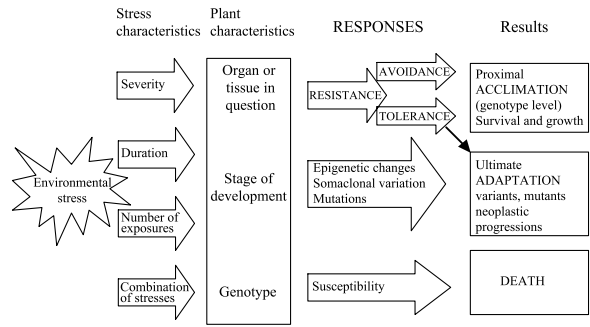 Stress
characteristics
Plant
characteristics
RESPONSES
Results
Environmental
stress
Severity
Duration
Number of
exposures
Combination
of stresses
Organ or
tissue in
question
Stage of
development
Genotype
RESISTANCE
AVOIDANCE
TOLERANCE
Epigenetic changes
Somaclonal variation
Mutations
Susceptibility
Proximal
ACCLIMATION
(genotype level)
Survival and growth
Ultimate
ADAPTATION
variants, mutants
neoplastic
progressions
DEATH